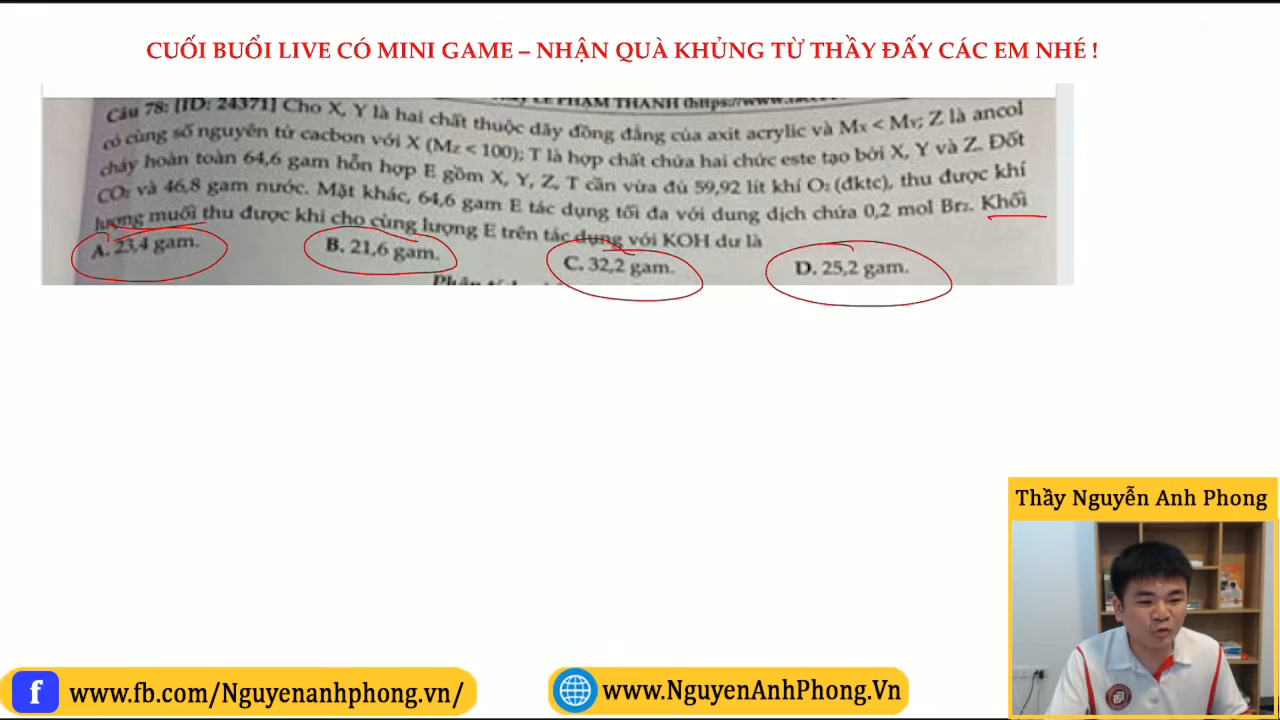 CUỐI BUỔI LIVE CÓ MINI GAME – NHẬN QUÀ KHỦNG TỪ THẦY ĐẤY CÁC EM NHÉ !
LÊ PHẠM THÀNH (https://www.
Câu 78: [ID: 24371] Cho X, Y là hai chất thuộc dãy đồng đẳng của axit acrylic và Mx < My; Z là ancol
có cùng số nguyên tử cacbon với X (Mz < 100); T là hợp chất chứa hai chức este tạo bởi X, Y và Z. Đốt
cháy hoàn toàn 64,6 gam hỗn hợp E gồm X, Y, Z, T cần vừa đủ 59,92 lít khí O₂ (đktc), thu được khí
CO₂ và 46,8 gam nước. Mặt khác, 64,6 gam E tác dụng tối đa với dung dịch chứa 0,2 mol Br₂. Khối
lượng muối thu được khi cho cùng lượng E trên tác dụng với KOH dư là
A. 23,4 gam. B. 21,6 gam. C. 32,2 gam. D. 25,2 gam.
Thầy Nguyễn Anh Phong
f www.fb.com/Nguyenanhphong.vn/
www.NguyenAnhPhong.Vn